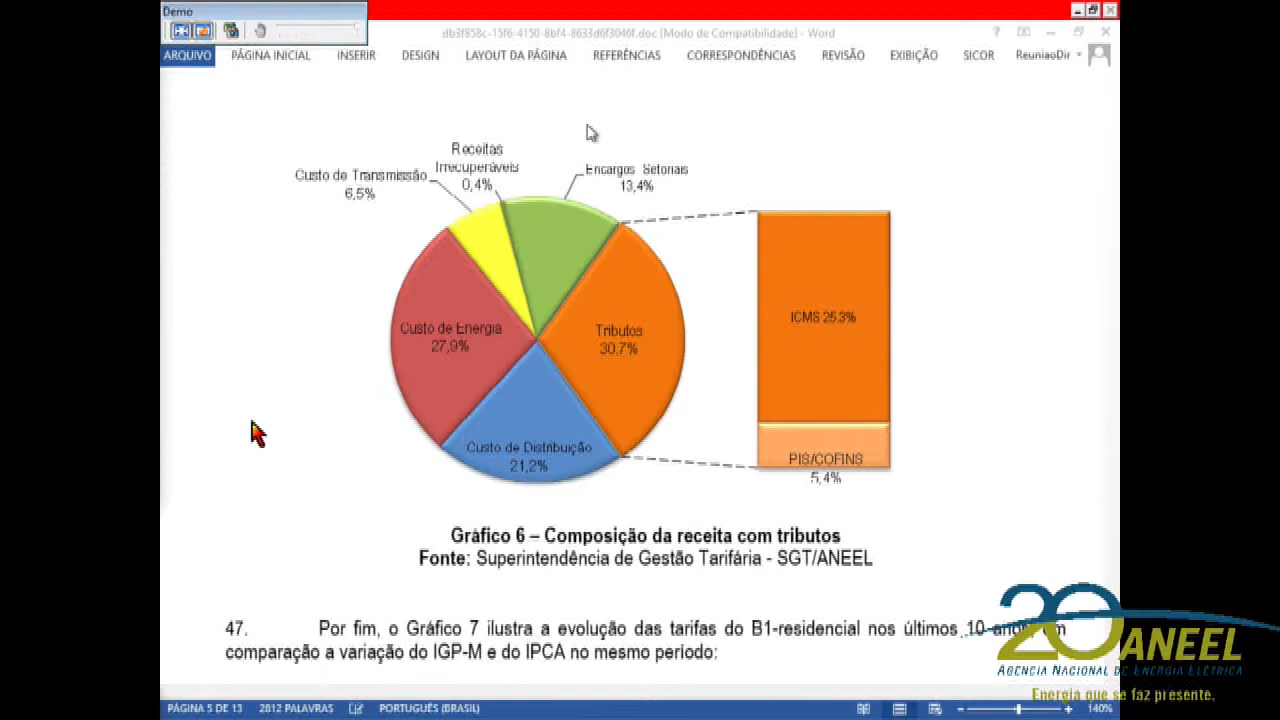 Demo
db3f858c-15f6-4150-8bf4-8633d6f3046f.doc [Modo de Compatibilidade] - Word
ARQUIVO PÁGINA INICIAL INSERIR DESIGN LAYOUT DA PÁGINA REFERÊNCIAS CORRESPONDÊNCIAS REVISÃO EXIBIÇÃO SICOR ReuniaoDir
Receitas
Irrecuperáveis
0,4%
Custo de Transmissão
6,5%
Encargos Setoriais
13,4%
Custo de Energia
27,9%
Tributos
30,7%
ICMS 25,3%
Custo de Distribuição
21,2%
PIS/COFINS
5,4%
Gráfico 6 – Composição da receita com tributos
Fonte: Superintendência de Gestão Tarifária - SGT/ANEEL
47. Por fim, o Gráfico 7 ilustra a evolução das tarifas do B1-residencial nos últimos 10 anos em
comparação a variação do IGP-M e do IPCA no mesmo período:
20 ANEEL
AGÊNCIA NACIONAL DE ENERGIA ELÉTRICA
Energia que se faz presente.
PÁGINA 5 DE 13 2012 PALAVRAS PORTUGUÊS (BRASIL) 140%